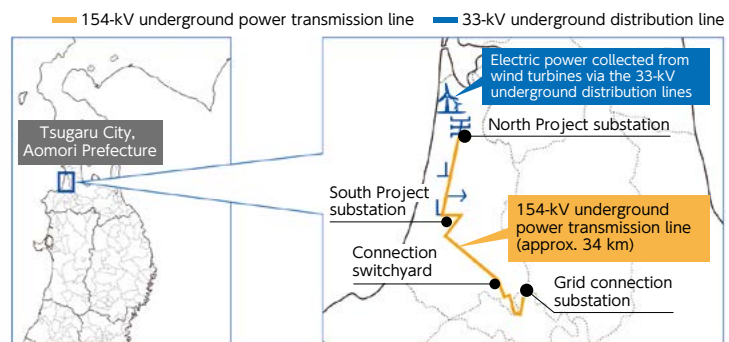 154-kV underground power transmission line
33-kV underground distribution line
Electric power collected from
wind turbines via the 33-kV
underground distribution lines
Tsugaru City,
Aomori Prefecture
North Project substation
South Project
substation
154-kV underground
power transmission line
(approx. 34 km)
Connection
switchyard
Grid connection
substation